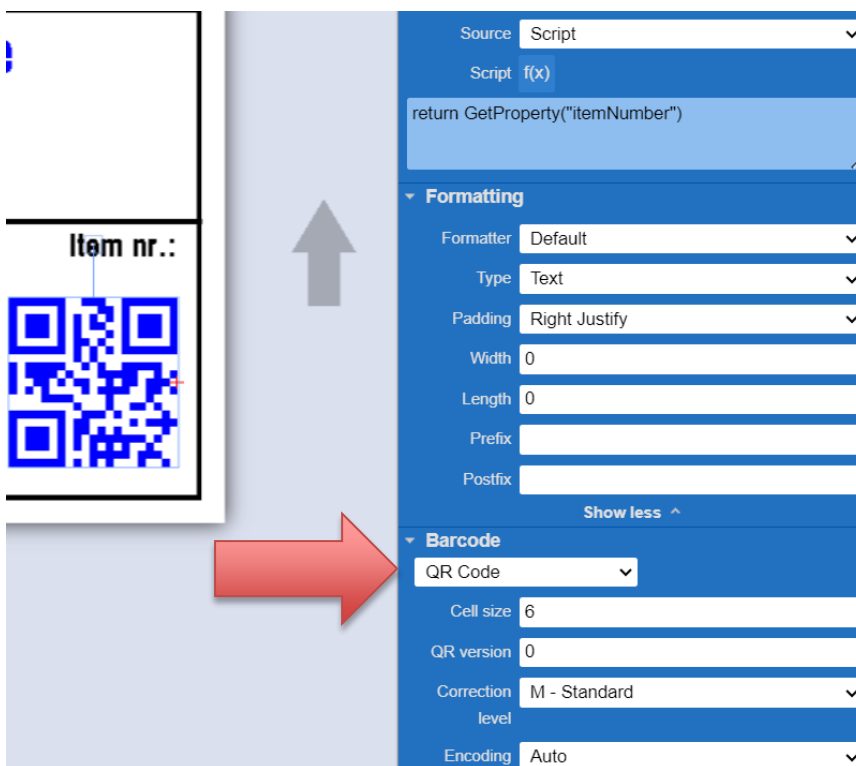 Source Script
Script f(x)
return GetProperty("itemNumber")
Formatting
Formatter Default
Type Text
Padding Right Justify
Width 0
Length 0
Prefix
Postfix
Show less
Barcode
QR Code
Cell size 6
QR version 0
Correction level M - Standard
Encoding Auto
Item nr.: